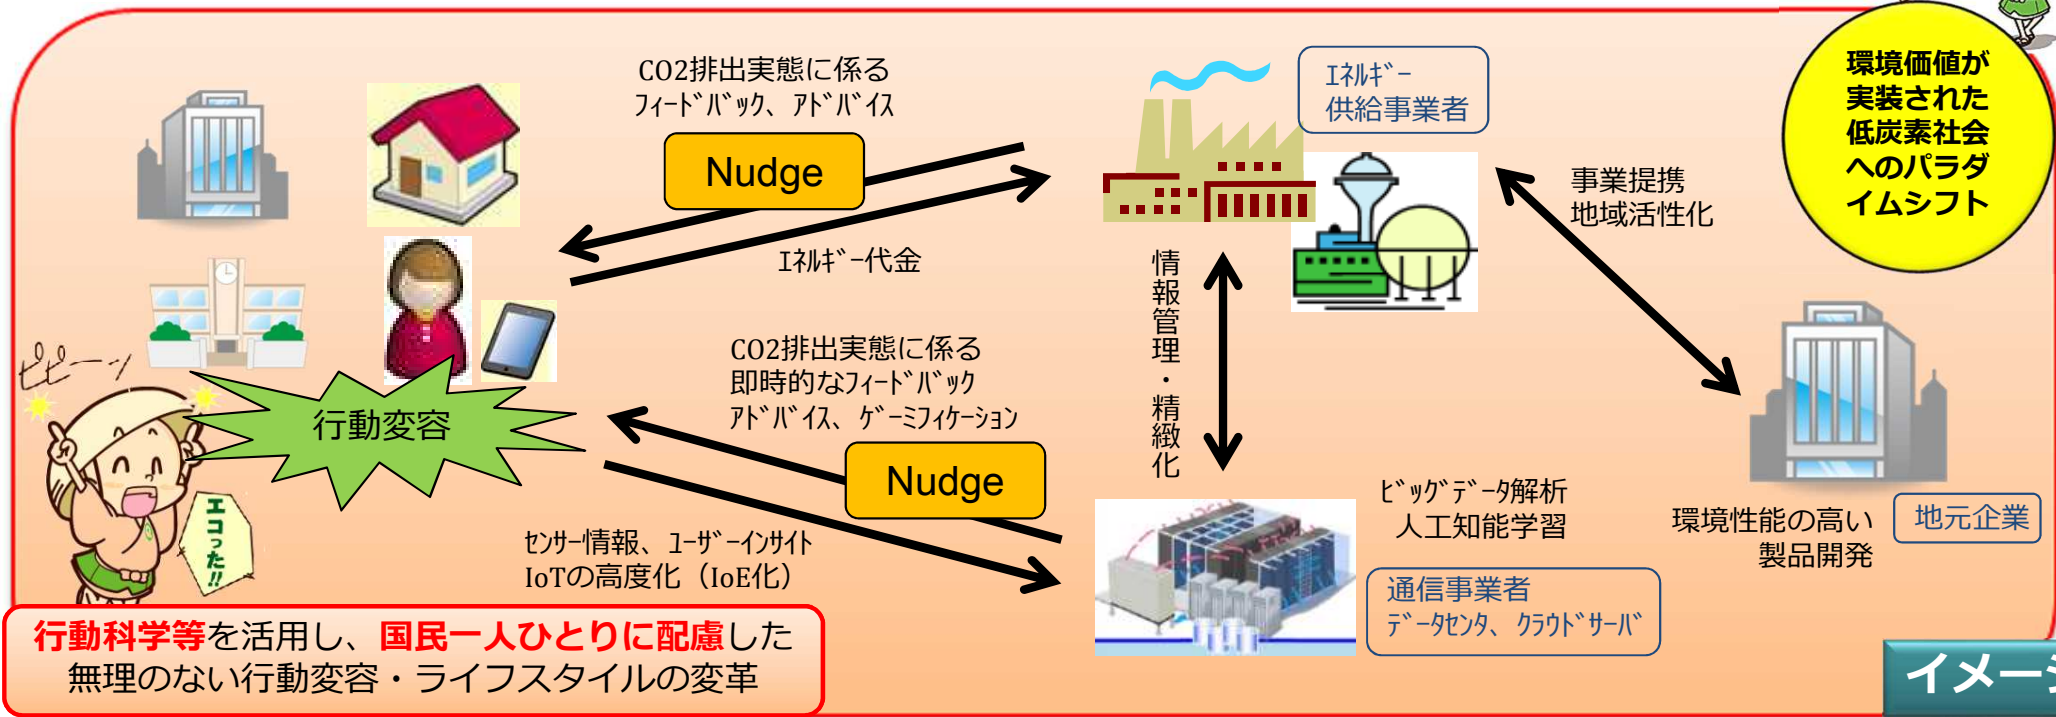 CO2排出実態に係る
ﾌｨｰﾄﾞﾊﾞｯｸ、ｱﾄﾞﾊﾞｲｽ
Nudge
ｴﾈﾙｷﾞｰ代金
ｴﾈﾙｷﾞｰ
供給事業者
事業提携
地域活性化
環境価値が
実装された
低炭素社会
へのパラダ
イムシフト
情報管理・精緻化
ピピーッ
行動変容
エコった!!
CO2排出実態に係る
即時的なﾌｨｰﾄﾞﾊﾞｯｸ
ｱﾄﾞﾊﾞｲｽ、ｹﾞｰﾐﾌｨｹｰｼｮﾝ
Nudge
ｾﾝｻｰ情報、ﾕｰｻﾞｰｲﾝｻｲﾄ
IoTの高度化（IoE化）
ﾋﾞｯｸﾞﾃﾞｰﾀ解析
人工知能学習
通信事業者
ﾃﾞｰﾀｾﾝﾀ、ｸﾗｳﾄﾞｻｰﾊﾞ
環境性能の高い
製品開発
地元企業
行動科学等を活用し、国民一人ひとりに配慮した
無理のない行動変容・ライフスタイルの変革
イメージ